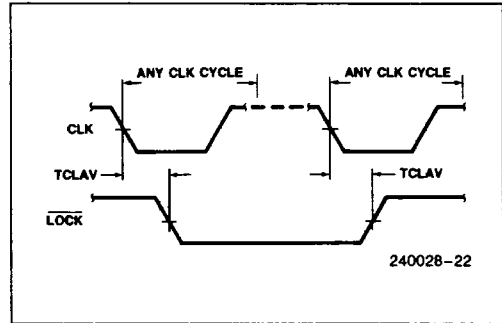 ANY CLK CYCLE
ANY CLK CYCLE
CLK
TCLAV
TCLAV
LOCK
240028-22